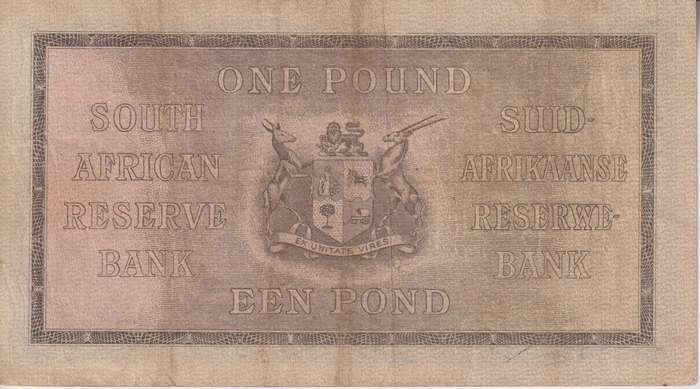 ONE POUND
SOUTH
AFRICAN
RESERVE
BANK
SUID-
AFRIKAANSE
RESERWE-
BANK
EX UNITATE VIRES
EEN POND